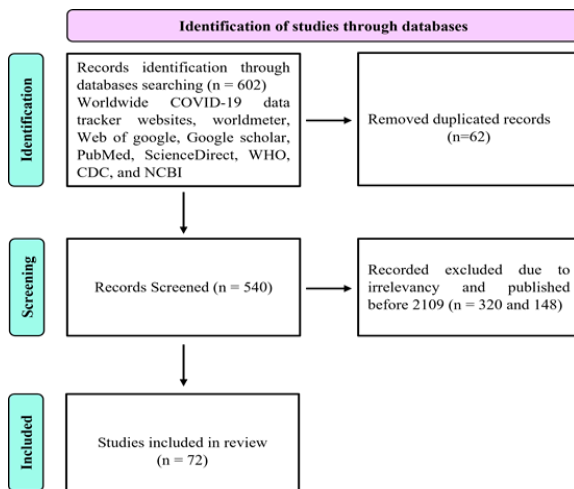 Identification of studies through databases
Identification
Records identification through
databases searching (n = 602)
Worldwide COVID-19 data
tracker websites, worldmeter,
Web of google, Google scholar,
PubMed, ScienceDirect, WHO,
CDC, and NCBI
Removed duplicated records
(n=62)
Screening
Records Screened (n = 540)
Recorded excluded due to
irrelevancy and published
before 2109 (n = 320 and 148)
Included
Studies included in review
(n = 72)